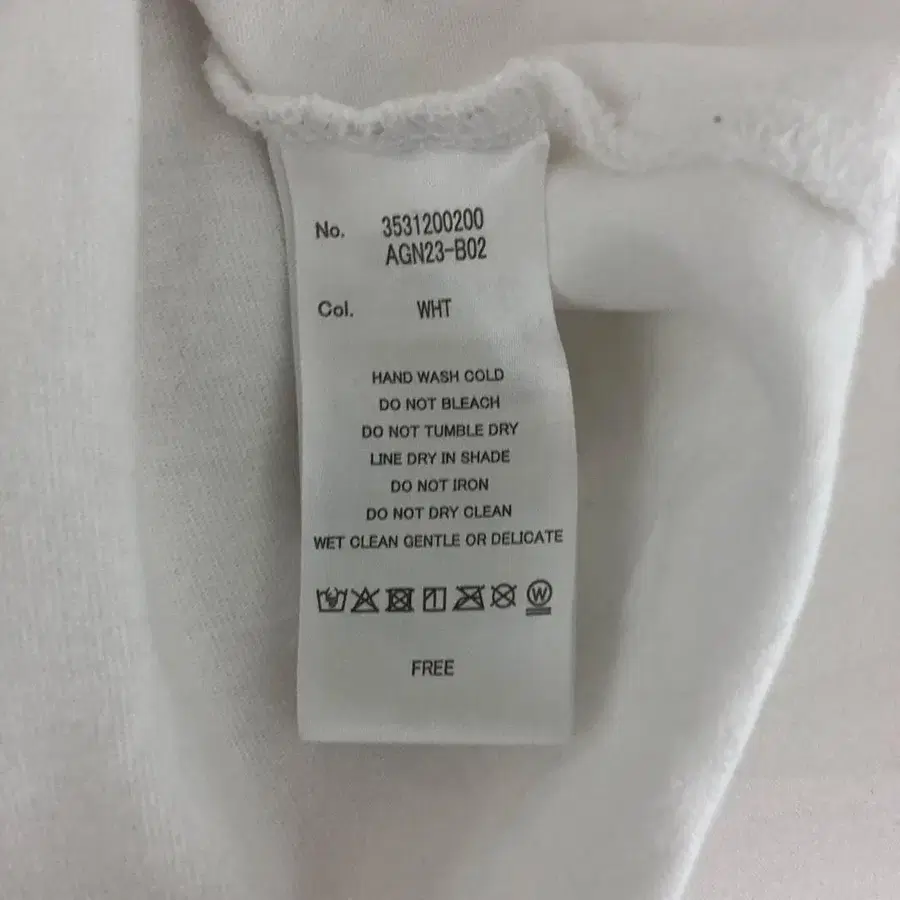 No. 3531200200
AGN23-B02
Col. WHT
HAND WASH COLD
DO NOT BLEACH
DO NOT TUMBLE DRY
LINE DRY IN SHADE
DO NOT IRON
DO NOT DRY CLEAN
WET CLEAN GENTLE OR DELICATE
W
FREE